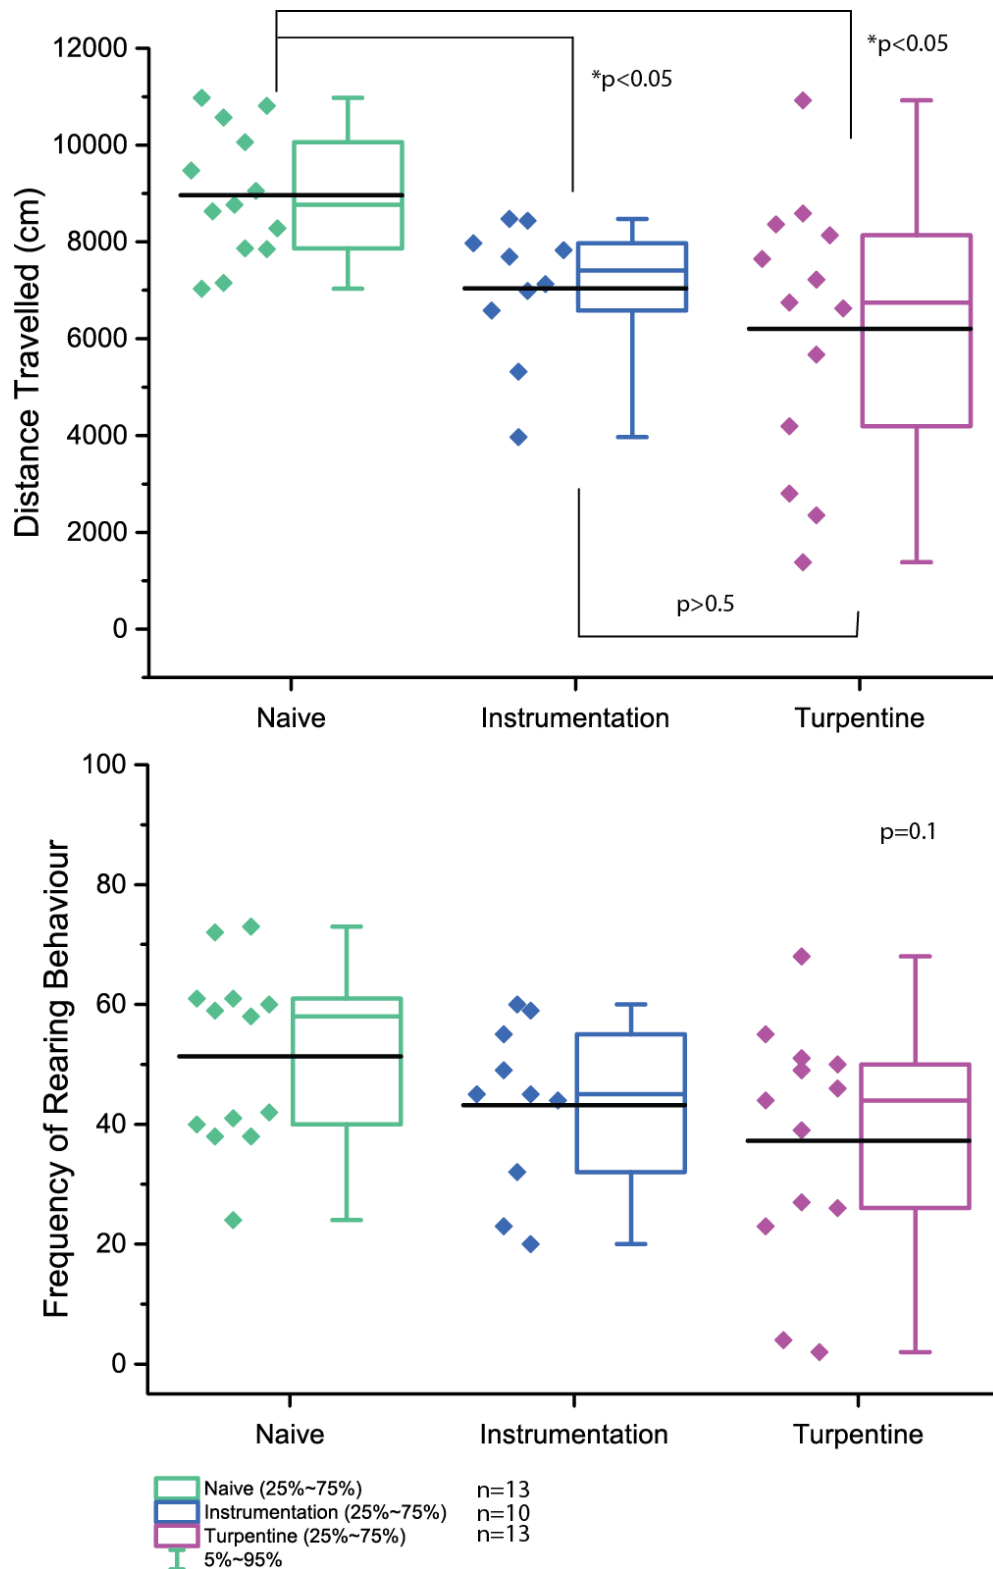 12000
10000
8000
6000
4000
2000
0
Distance Travelled (cm)
*p<0.05
*p<0.05
p>0.5
Naive Instrumentation Turpentine
100
80
60
40
20
0
Frequency of Rearing Behaviour
p=0.1
Naive Instrumentation Turpentine
Naive (25%~75%) n=13
Instrumentation (25%~75%) n=10
Turpentine (25%~75%) n=13
5%~95%